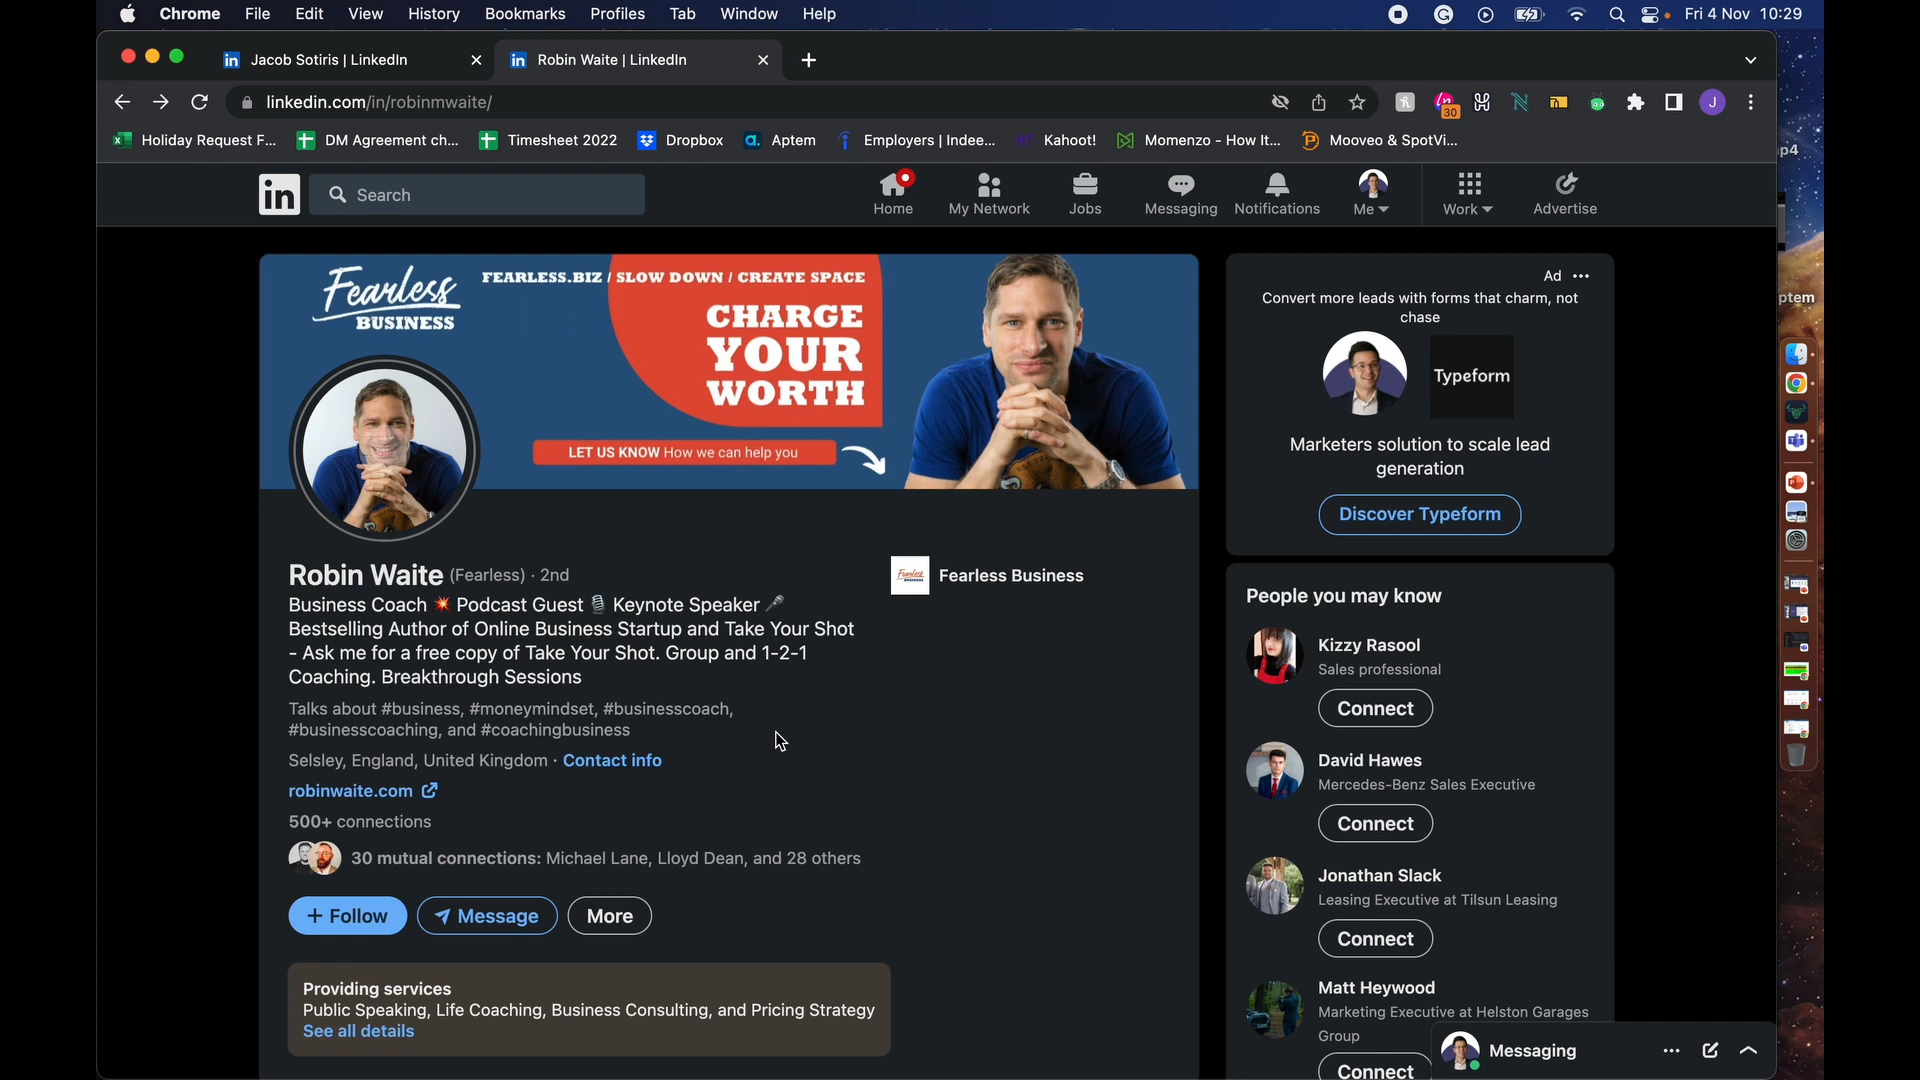 Chrome File Edit View History Bookmarks Profiles Tab Window Help Fri 4 Nov 10:29
Jacob Sotiris | LinkedIn
Robin Waite | LinkedIn
linkedin.com/in/robinmwaite/
30
J
Holiday Request F... DM Agreement ch... Timesheet 2022 Dropbox Aptem Employers | Indee... Kahoot! Momenzo - How It... Mooveo & SpotVi...
p4
in Search
Home My Network Jobs Messaging Notifications Me Work Advertise
ptem
Fearless
BUSINESS
FEARLESS.BIZ / SLOW DOWN / CREATE SPACE
CHARGE
YOUR
WORTH
LET US KNOW How we can help you
Robin Waite (Fearless) · 2nd
Business Coach 💥 Podcast Guest 🎙 Keynote Speaker 🎤
Bestselling Author of Online Business Startup and Take Your Shot
- Ask me for a free copy of Take Your Shot. Group and 1-2-1
Coaching. Breakthrough Sessions
Fearless Business
Talks about #business, #moneymindset, #businesscoach,
#businesscoaching, and #coachingbusiness
Selsley, England, United Kingdom · Contact info
robinwaite.com
500+ connections
30 mutual connections: Michael Lane, Lloyd Dean, and 28 others
+ Follow
Message
More
Providing services
Public Speaking, Life Coaching, Business Consulting, and Pricing Strategy
See all details
Ad ...
Convert more leads with forms that charm, not
chase
Typeform
Marketers solution to scale lead
generation
Discover Typeform
People you may know
Kizzy Rasool
Sales professional
Connect
David Hawes
Mercedes-Benz Sales Executive
Connect
Jonathan Slack
Leasing Executive at Tilsun Leasing
Connect
Matt Heywood
Marketing Executive at Helston Garages
Group
Connect
Messaging